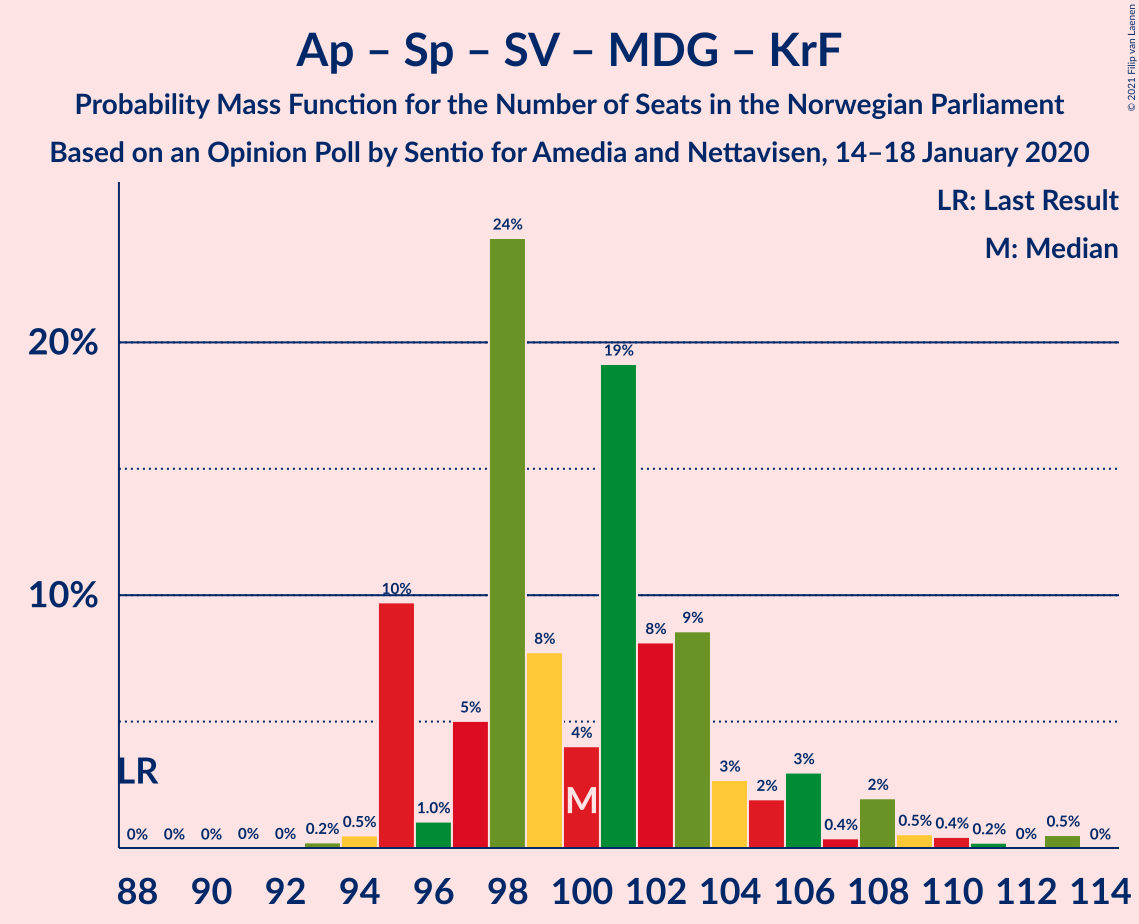 Ap – Sp – SV – MDG – KrF
Probability Mass Function for the Number of Seats in the Norwegian Parliament
Based on an Opinion Poll by Sentio for Amedia and Nettavisen, 14–18 January 2020
© 2021 Filip van Laenen
LR: Last Result
M: Median
20%
10%
LR
M
0% 0% 0% 0% 0% 0.2% 0.5% 10% 1.0% 5% 24% 8% 4% 19% 8% 9% 3% 2% 3% 0.4% 2% 0.5% 0.4% 0.2% 0% 0.5% 0%
88 90 92 94 96 98 100 102 104 106 108 110 112 114